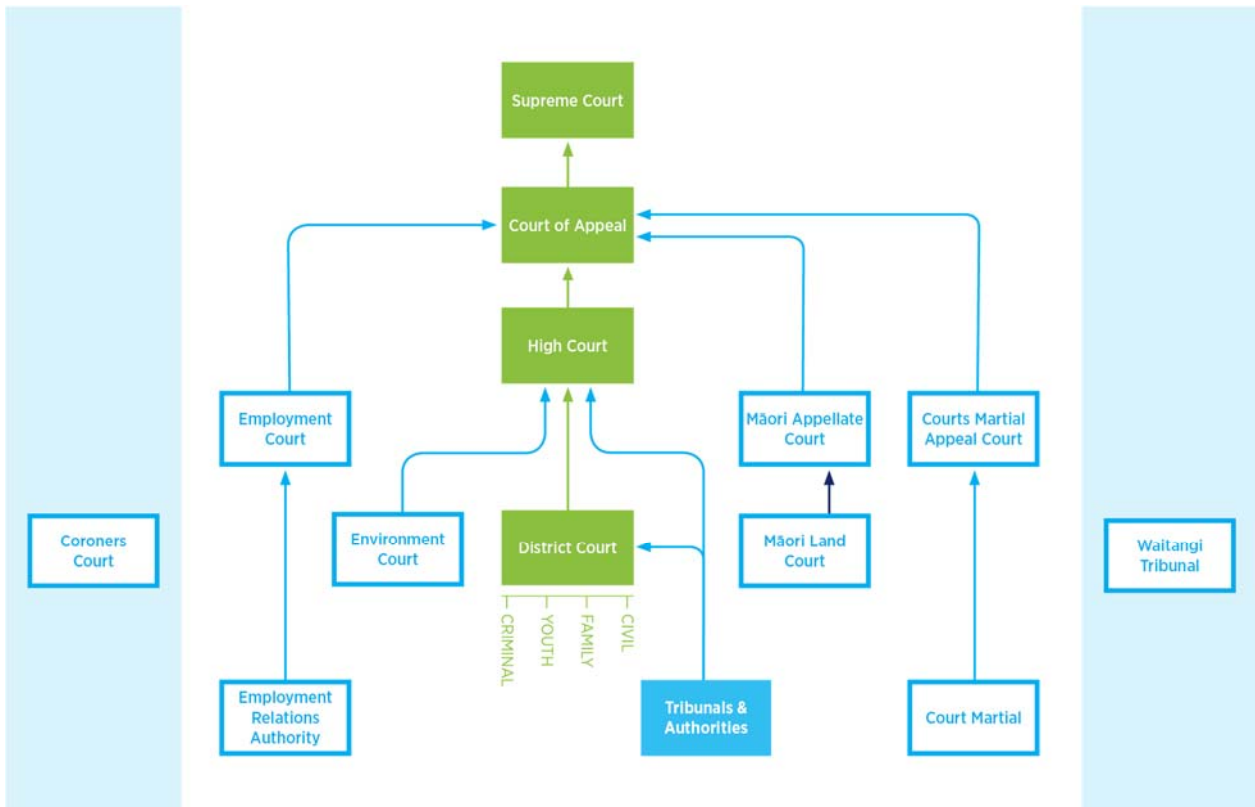 Supreme Court
Court of Appeal
High Court
Employment
Court
Māori Appellate
Court
Courts Martial
Appeal Court
Coroners
Court
Environment
Court
District Court
Māori Land
Court
Waitangi
Tribunal
CRIMINAL
YOUTH
FAMILY
CIVIL
Employment
Relations
Authority
Tribunals &
Authorities
Court Martial